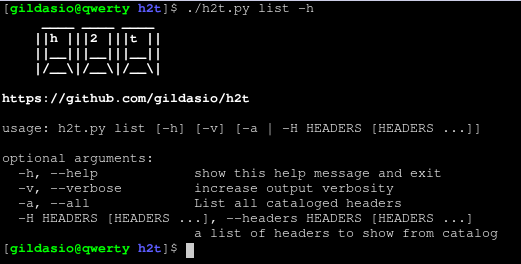 [gildasio@qwerty h2t]$ ./h2t.py list -h
 ____ ____ ____
||h |||2 |||t ||
||__|||__|||__||
|/__\|/__\|/__\|

https://github.com/gildasio/h2t

usage: h2t.py list [-h] [-v] [-a | -H HEADERS [HEADERS ...]]

optional arguments:
  -h, --help            show this help message and exit
  -v, --verbose         increase output verbosity
  -a, --all             List all cataloged headers
  -H HEADERS [HEADERS ...], --headers HEADERS [HEADERS ...]
                        a list of headers to show from catalog
[gildasio@qwerty h2t]$